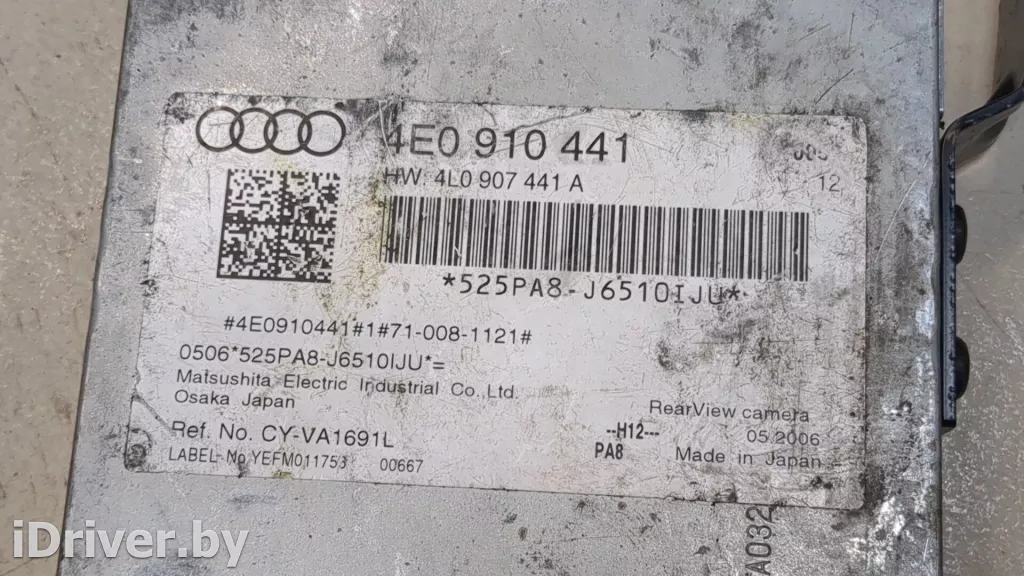 4E0 910 441
HW: 4L0 907 441 A
12
*525PA8-J6510IJU*
#4E0910441#1#71-008-1121#
0506*525PA8-J6510IJU*=
Matsushita Electric Industrial Co.,Ltd.
Osaka Japan
RearView camera
Ref. No. CY-VA1691L
--H12---
05.2006
LABEL-No YEFM011753 00667
PA8
Made in Japan
A032
iDriver.by